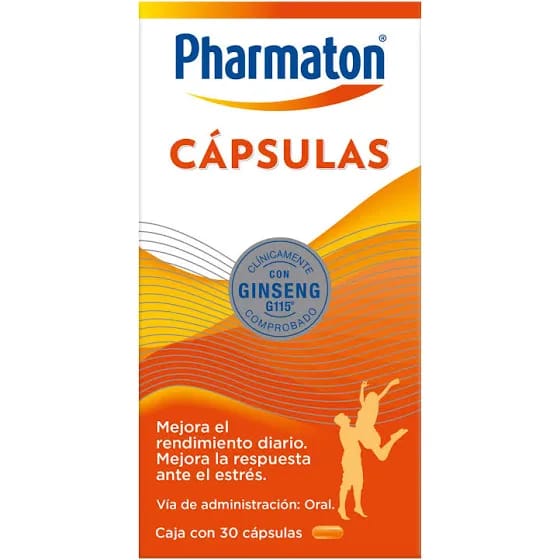 Pharmaton®
CÁPSULAS
CLÍNICAMENTE
CON
GINSENG
G115®
COMPROBADO
Mejora el
rendimiento diario.
Mejora la respuesta
ante el estrés.
Vía de administración: Oral.
Caja con 30 cápsulas